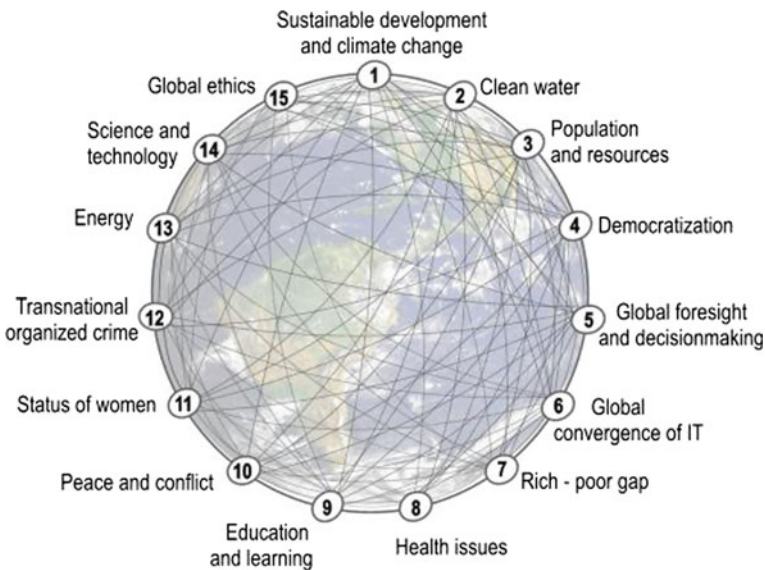 Sustainable development
and climate change
1
Clean water
2
Population
and resources
3
Democratization
4
Global foresight
and decisionmaking
5
Global
convergence of IT
6
Rich - poor gap
7
Health issues
8
Education
and learning
9
Peace and conflict
10
Status of women
11
Transnational
organized crime
12
Energy
13
Science and
technology
14
Global ethics
15